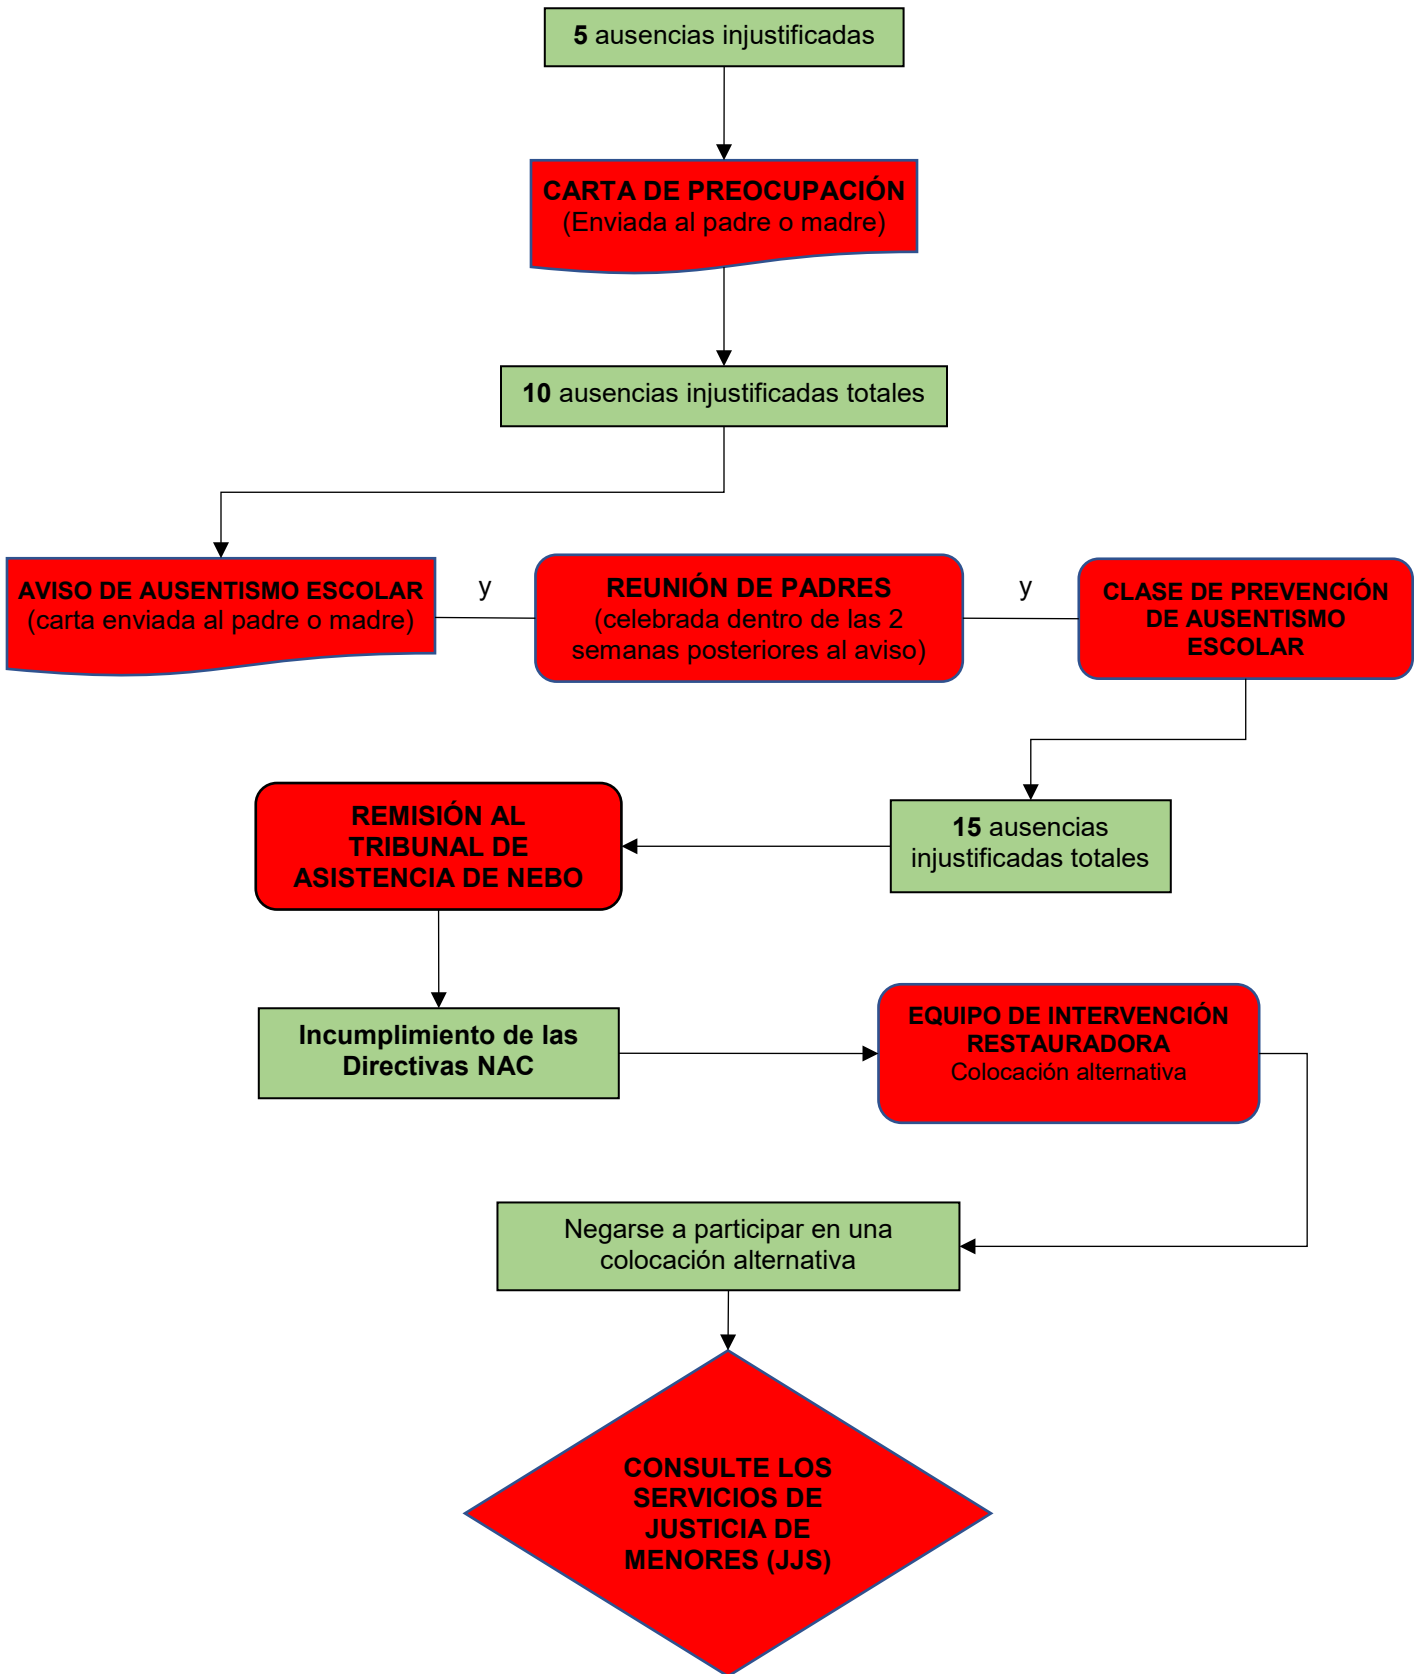 5 ausencias injustificadas
CARTA DE PREOCUPACIÓN
(Enviada al padre o madre)
10 ausencias injustificadas totales
AVISO DE AUSENTISMO ESCOLAR
(carta enviada al padre o madre)
y
REUNIÓN DE PADRES
(celebrada dentro de las 2
semanas posteriores al aviso)
y
CLASE DE PREVENCIÓN
DE AUSENTISMO
ESCOLAR
15 ausencias
injustificadas totales
REMISIÓN AL
TRIBUNAL DE
ASISTENCIA DE NEBO
Incumplimiento de las
Directivas NAC
EQUIPO DE INTERVENCIÓN
RESTAURADORA
Colocación alternativa
Negarse a participar en una
colocación alternativa
CONSULTE LOS
SERVICIOS DE
JUSTICIA DE
MENORES (JJS)